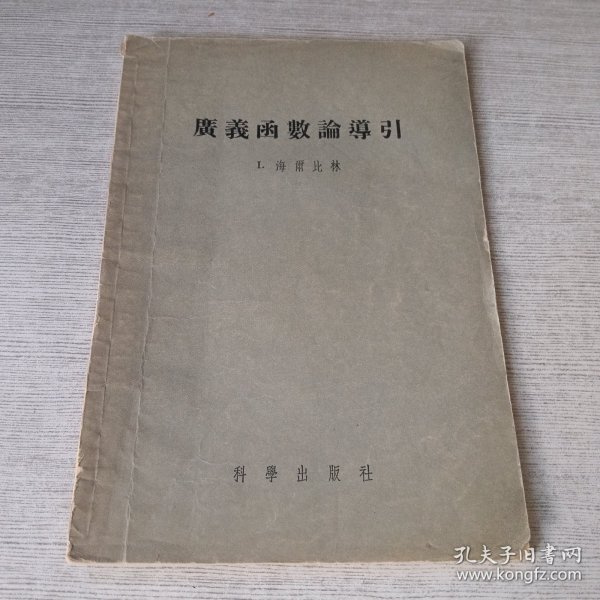 廣義函數論導引
I. 海爾比林
科學出版社
孔夫子旧书网
www.kongfz.com